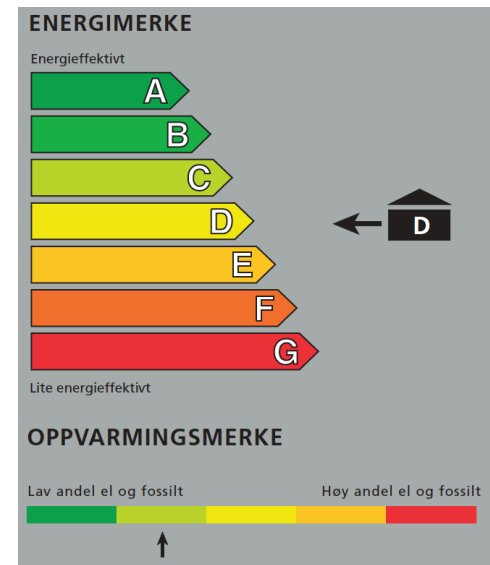 ENERGIMERKE
Energieffektivt
A
B
C
D
D
E
F
G
Lite energieffektivt
OPPVARMINGSMERKE
Lav andel el og fossilt Høy andel el og fossilt